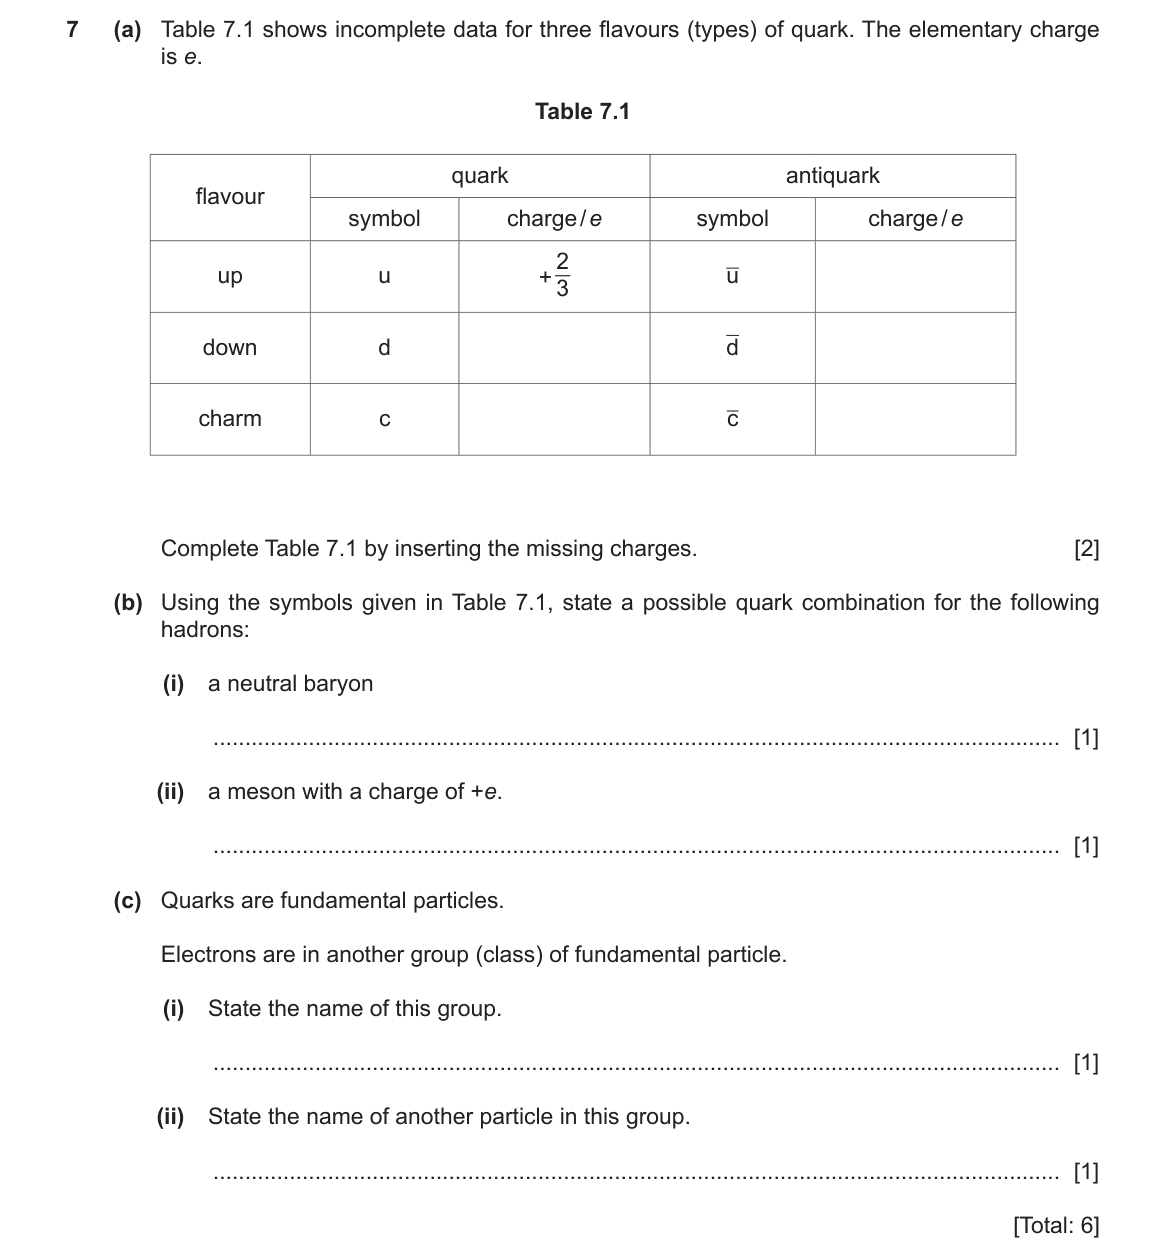 7 (a) Table 7.1 shows incomplete data for three flavours (types) of quark. The elementary charge
is e.
Table 7.1
flavour quark antiquark
symbol charge/e symbol charge/e
up u +2/3 u̅
down d d̅
charm c c̅
Complete Table 7.1 by inserting the missing charges. [2]
(b) Using the symbols given in Table 7.1, state a possible quark combination for the following
hadrons:
(i) a neutral baryon
.................................................................................................................................... [1]
(ii) a meson with a charge of +e.
.................................................................................................................................... [1]
(c) Quarks are fundamental particles.
Electrons are in another group (class) of fundamental particle.
(i) State the name of this group.
.................................................................................................................................... [1]
(ii) State the name of another particle in this group.
.................................................................................................................................... [1]
[Total: 6]